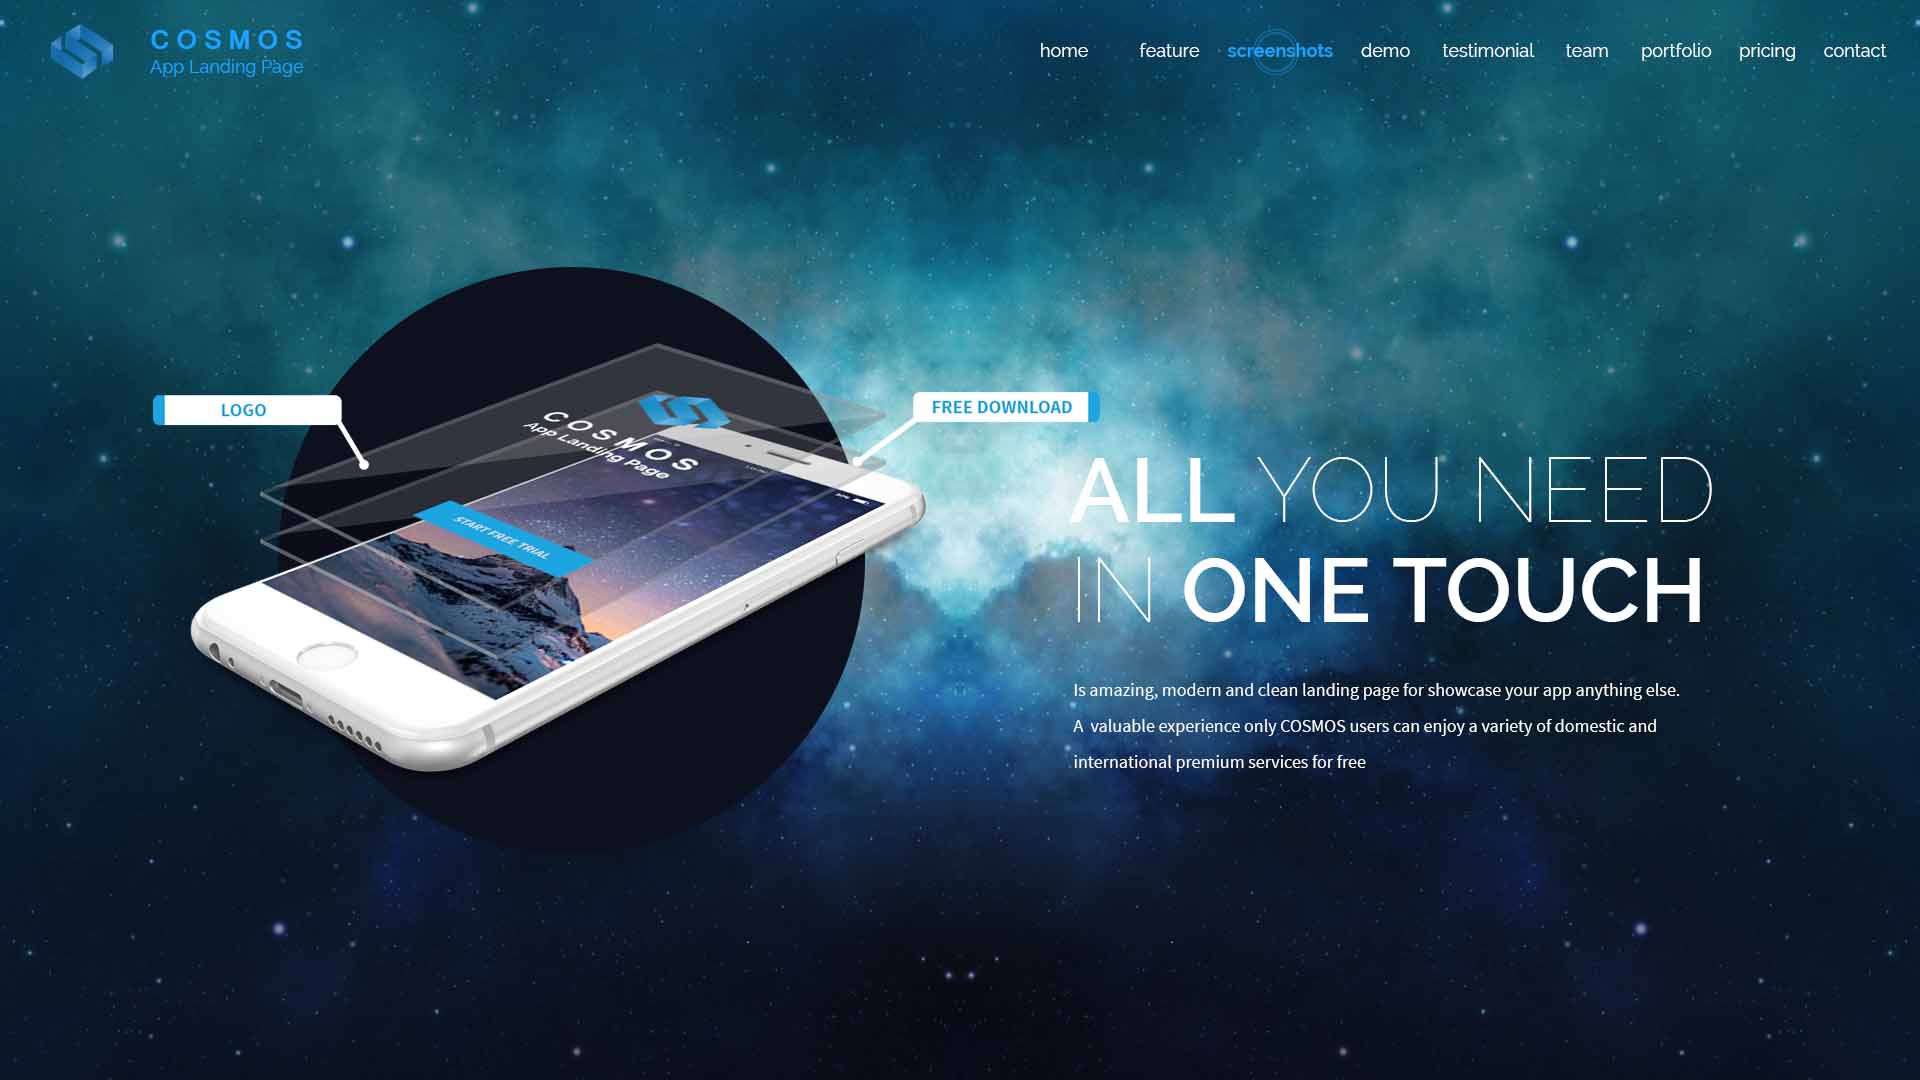 COSMOS
App Landing Page
home feature screenshots demo testimonial team portfolio pricing contact
LOGO
FREE DOWNLOAD
COSMOS
App Landing Page
START FREE TRIAL
ALL YOU NEED
IN ONE TOUCH
Is amazing, modern and clean landing page for showcase your app anything else.
A valuable experience only COSMOS users can enjoy a variety of domestic and
international premium services for free